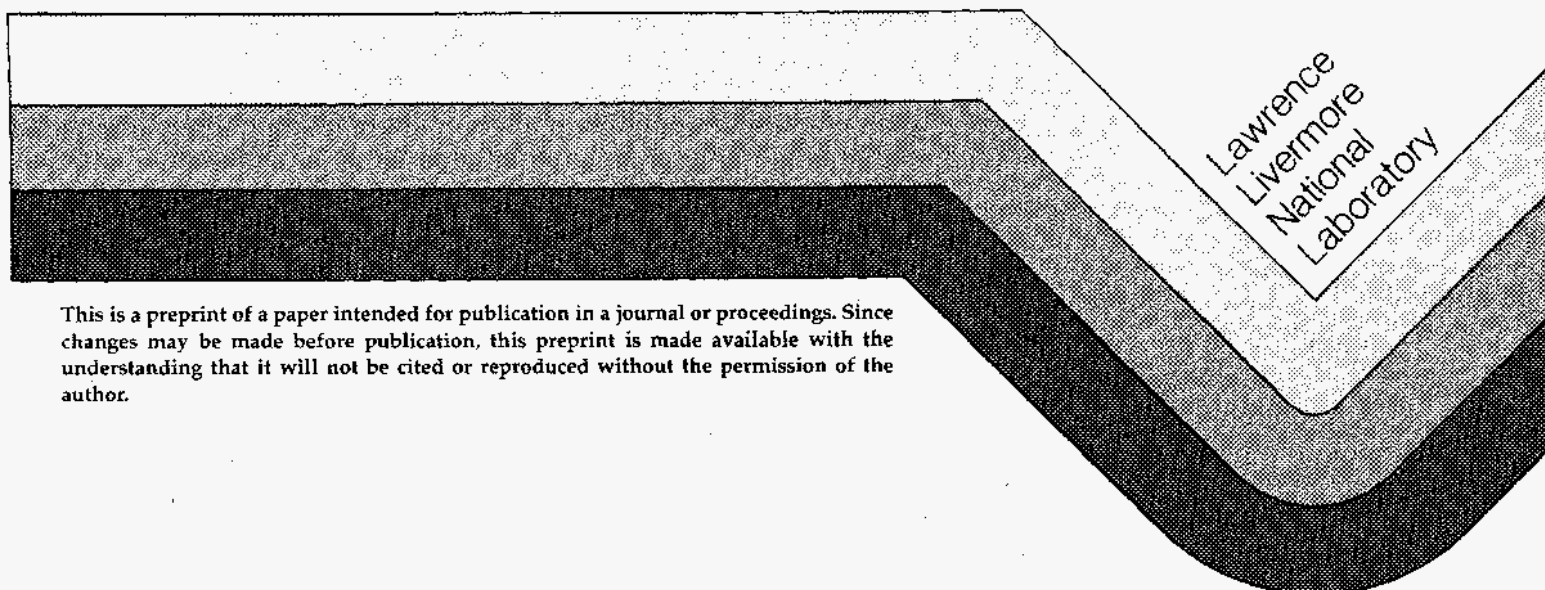 Lawrence
Livermore
National
Laboratory
This is a preprint of a paper intended for publication in a journal or proceedings. Since
changes may be made before publication, this preprint is made available with the
understanding that it will not be cited or reproduced without the permission of the
author.